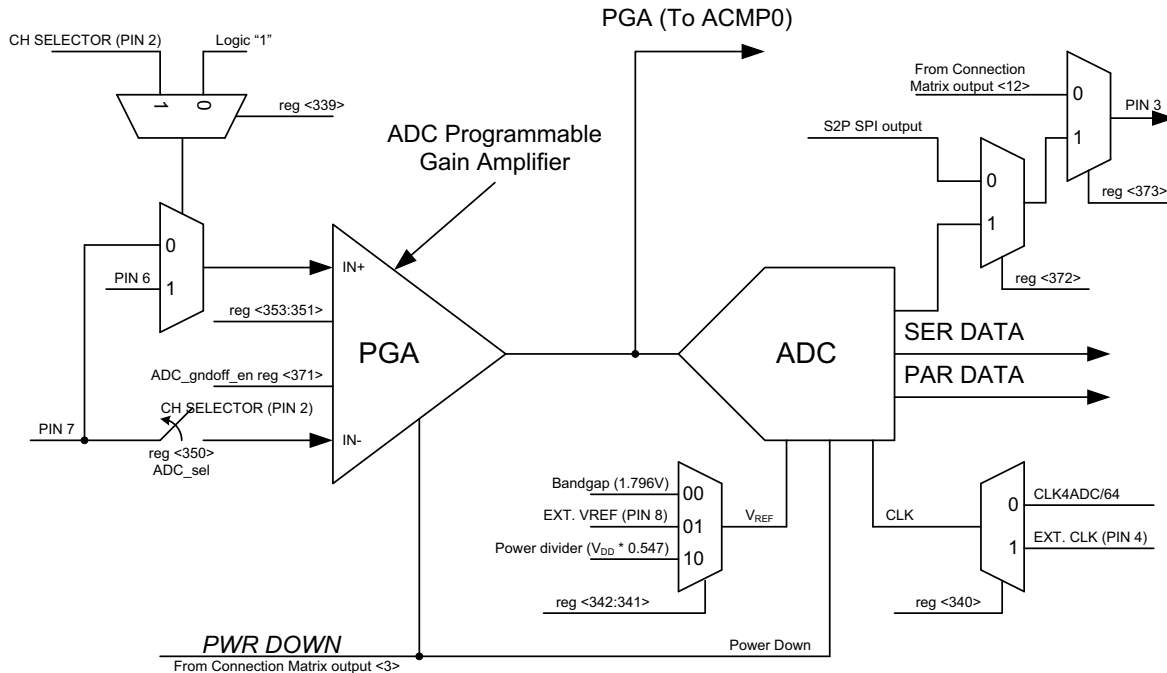 PGA (To ACMP0)
CH SELECTOR (PIN 2)
Logic “1”
1
0
reg <339>
From Connection
Matrix output <12>
0
1
PIN 3
reg <373>
S2P SPI output
0
1
reg <372>
ADC Programmable
Gain Amplifier
0
PIN 6
1
IN+
reg <353:351>
PGA
ADC_gndoff_en reg <371>
CH SELECTOR (PIN 2)
PIN 7
IN-
reg <350>
ADC_sel
ADC
SER DATA
PAR DATA
Bandgap (1.796V)
00
EXT. VREF (PIN 8)
01
VREF
Power divider (VDD * 0.547)
10
reg <342:341>
CLK
0
CLK4ADC/64
1
EXT. CLK (PIN 4)
reg <340>
PWR DOWN
Power Down
From Connection Matrix output <3>